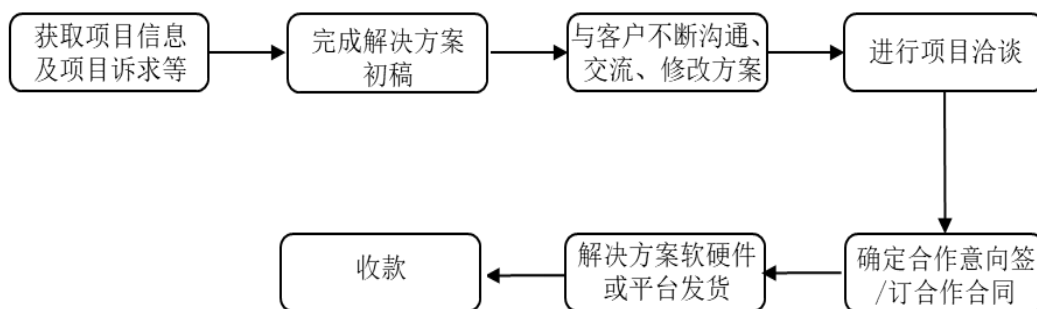 获取项目信息
及项目诉求等
完成解决方案
初稿
与客户不断沟通、
交流、修改方案
进行项目洽谈
确定合作意向签
/订合作合同
解决方案软硬件
或平台发货
收款